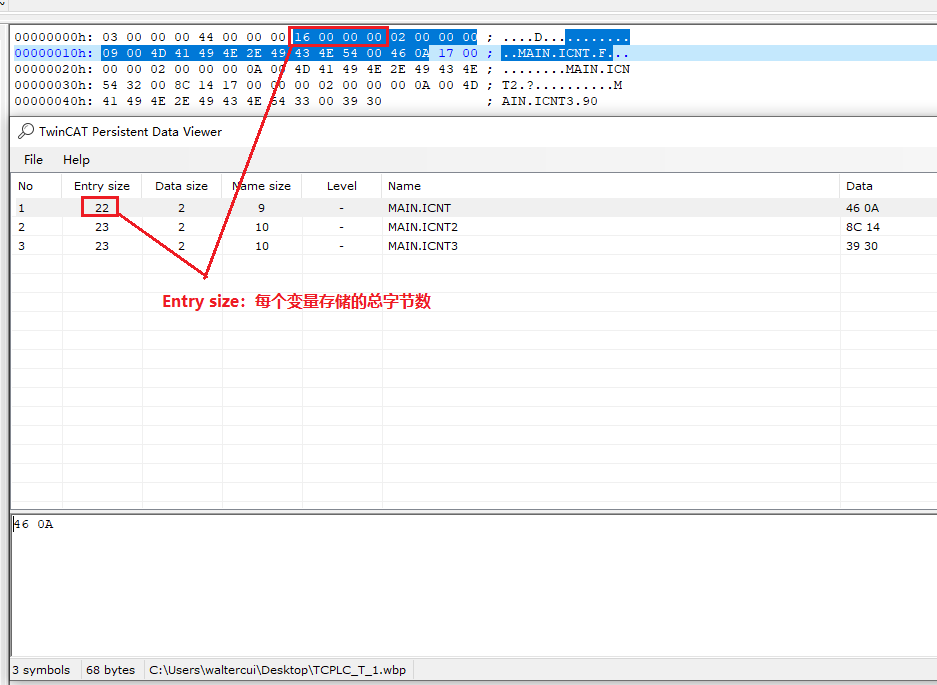 00000000h: 03 00 00 00 44 00 00 00 16 00 00 00 02 00 00 00 ; ....D...........
00000010h: 09 00 4D 41 49 4E 2E 49 43 4E 54 00 46 0A 17 00 ; ..MAIN.ICNT.F...
00000020h: 00 00 02 00 00 00 0A 00 4D 41 49 4E 2E 49 43 4E ; ........MAIN.ICN
00000030h: 54 32 00 8C 14 17 00 00 00 02 00 00 00 0A 00 4D ; T2.?..........M
00000040h: 41 49 4E 2E 49 43 4E 54 33 00 39 30 ; AIN.ICNT3.90
TwinCAT Persistent Data Viewer
File Help
No Entry size Data size Name size Level Name Data
1 22 2 9 - MAIN.ICNT 46 0A
2 23 2 10 - MAIN.ICNT2 8C 14
3 23 2 10 - MAIN.ICNT3 39 30
Entry size：每个变量存储的总字节数
46 0A
3 symbols 68 bytes C:\Users\waltercui\Desktop\TCPLC_T_1.wbp